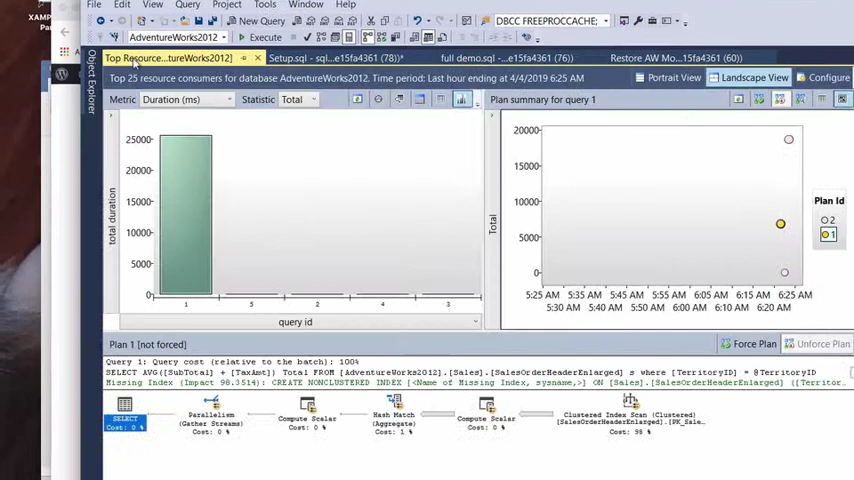 XAMP
Pa
File Edit View Query Project Tools Window Help
New Query
DBCC FREEPROCCACHE;
AdventureWorks2012
Execute
Object Explorer
Top Resource...tureWorks2012]
Setup.sql - sql...e15fa4361 (78))*
full demo.sql -...e15fa4361 (76))
Restore AW Mo...15fa4361 (60))
Top 25 resource consumers for database AdventureWorks2012. Time period: Last hour ending at 4/4/2019 6:25 AM
Portrait View
Landscape View
Configure
Metric Duration (ms)
Statistic Total
Plan summary for query 1
total duration
25000
20000
15000
10000
5000
0
1 5 2 4 3
query id
Total
20000
15000
10000
5000
0
5:25 AM 5:35 AM 5:45 AM 5:55 AM 6:05 AM 6:15 AM 6:25 AM
5:30 AM 5:40 AM 5:50 AM 6:00 AM 6:10 AM 6:20 AM
Plan Id
2
1
Plan 1 [not forced]
Force Plan
Unforce Plan
Query 1: Query cost (relative to the batch): 100%
SELECT AVG([SubTotal] + [TaxAmt]) Total FROM [AdventureWorks2012].[Sales].[SalesOrderHeaderEnlarged] s where [TerritoryID] = @TerritoryID
Missing Index (Impact 98.3514): CREATE NONCLUSTERED INDEX [<Name of Missing Index, sysname,>] ON [Sales].[SalesOrderHeaderEnlarged] ([Territor...
SELECT
Cost: 0 %
Parallelism
(Gather Streams)
Cost: 0 %
Compute Scalar
Cost: 0 %
Hash Match
(Aggregate)
Cost: 1 %
Compute Scalar
Cost: 0 %
Clustered Index Scan (Clustered)
[SalesOrderHeaderEnlarged].[PK_Sale...
Cost: 98 %